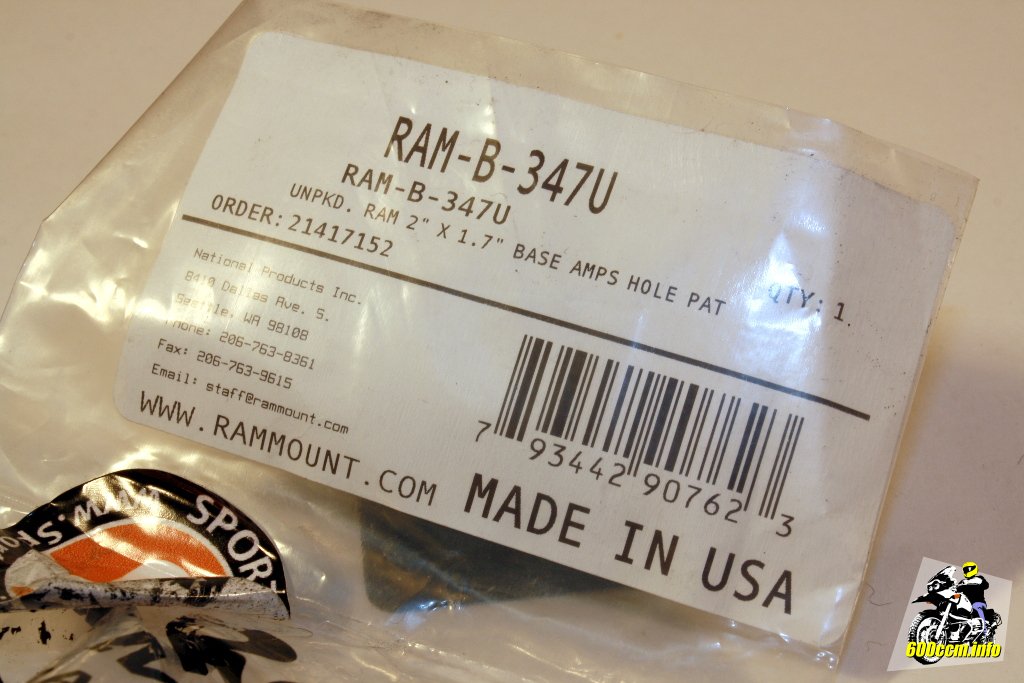 RAM-B-347U
RAM-B-347U
UNPKD. RAM 2" X 1.7" BASE AMPS HOLE PAT
QTY: 1
ORDER: 21417152
National Products Inc.
8410 Dallas Ave. S.
Seattle, WA 98108
Phone: 206-763-8361
Fax: 206-763-9615
Email: staff@rammount.com
WWW.RAMMOUNT.COM
7 93442 90762 3
MADE IN USA
WWW.SP
SPORT
600ccm.info